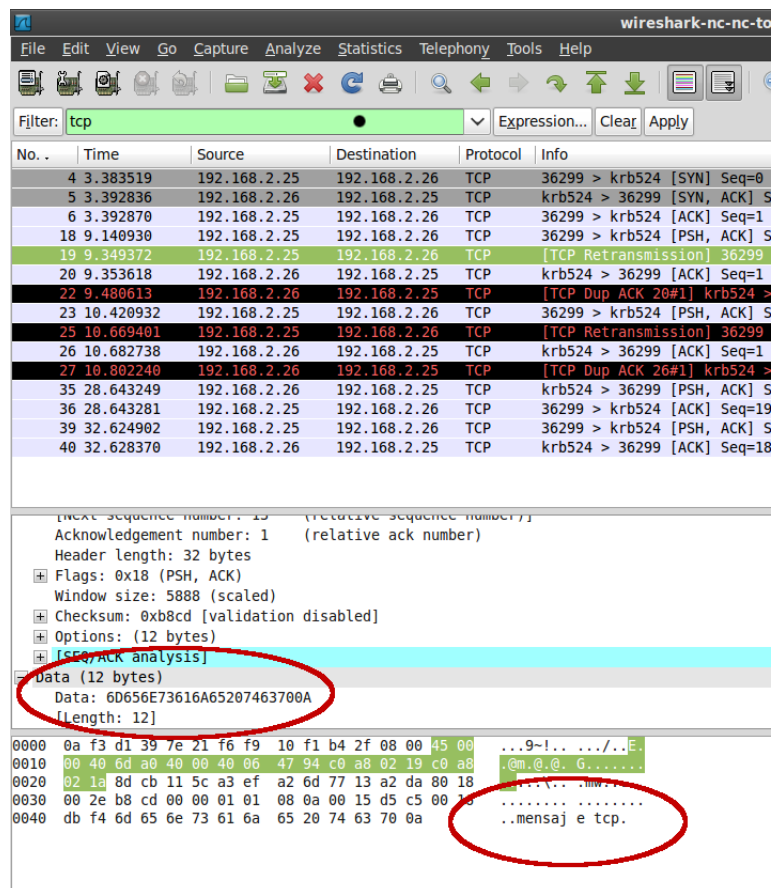 wireshark-nc-nc-to
File Edit View Go Capture Analyze Statistics Telephony Tools Help
Filter: tcp Expression... Clear Apply
No. . Time Source Destination Protocol Info
4 3.383519 192.168.2.25 192.168.2.26 TCP 36299 > krb524 [SYN] Seq=0
5 3.392836 192.168.2.26 192.168.2.25 TCP krb524 > 36299 [SYN, ACK] S
6 3.392870 192.168.2.25 192.168.2.26 TCP 36299 > krb524 [ACK] Seq=1
18 9.140930 192.168.2.25 192.168.2.26 TCP 36299 > krb524 [PSH, ACK] S
19 9.349372 192.168.2.25 192.168.2.26 TCP [TCP Retransmission] 36299
20 9.353618 192.168.2.26 192.168.2.25 TCP krb524 > 36299 [ACK] Seq=1
22 9.480613 192.168.2.26 192.168.2.25 TCP [TCP Dup ACK 20#1] krb524 >
23 10.420932 192.168.2.25 192.168.2.26 TCP 36299 > krb524 [PSH, ACK] S
25 10.669401 192.168.2.25 192.168.2.26 TCP [TCP Retransmission] 36299
26 10.682738 192.168.2.26 192.168.2.25 TCP krb524 > 36299 [ACK] Seq=1
27 10.802240 192.168.2.26 192.168.2.25 TCP [TCP Dup ACK 26#1] krb524 >
35 28.643249 192.168.2.26 192.168.2.25 TCP krb524 > 36299 [PSH, ACK] S
36 28.643281 192.168.2.25 192.168.2.26 TCP 36299 > krb524 [ACK] Seq=19
39 32.624902 192.168.2.25 192.168.2.26 TCP 36299 > krb524 [PSH, ACK] S
40 32.628370 192.168.2.26 192.168.2.25 TCP krb524 > 36299 [ACK] Seq=18
[Next sequence number: 13 (relative sequence number)]
Acknowledgement number: 1 (relative ack number)
Header length: 32 bytes
Flags: 0x18 (PSH, ACK)
Window size: 5888 (scaled)
Checksum: 0xb8cd [validation disabled]
Options: (12 bytes)
[SEQ/ACK analysis]
Data (12 bytes)
Data: 6D656E73616A65207463700A
[Length: 12]
0000 0a f3 d1 39 7e 21 f6 f9 10 f1 b4 2f 08 00 45 00 ...9~!.. .../..E.
0010 00 40 6d a0 40 00 40 06 47 94 c0 a8 02 19 c0 a8 .@m.@.@. G.......
0020 02 1a 8d cb 11 5c a3 ef a2 6d 77 13 a2 da 80 18
0030 00 2e b8 cd 00 00 01 01 08 0a 00 15 d5 c5 00 ........ ........
0040 db f4 6d 65 6e 73 61 6a 65 20 74 63 70 0a ..mensaj e tcp.